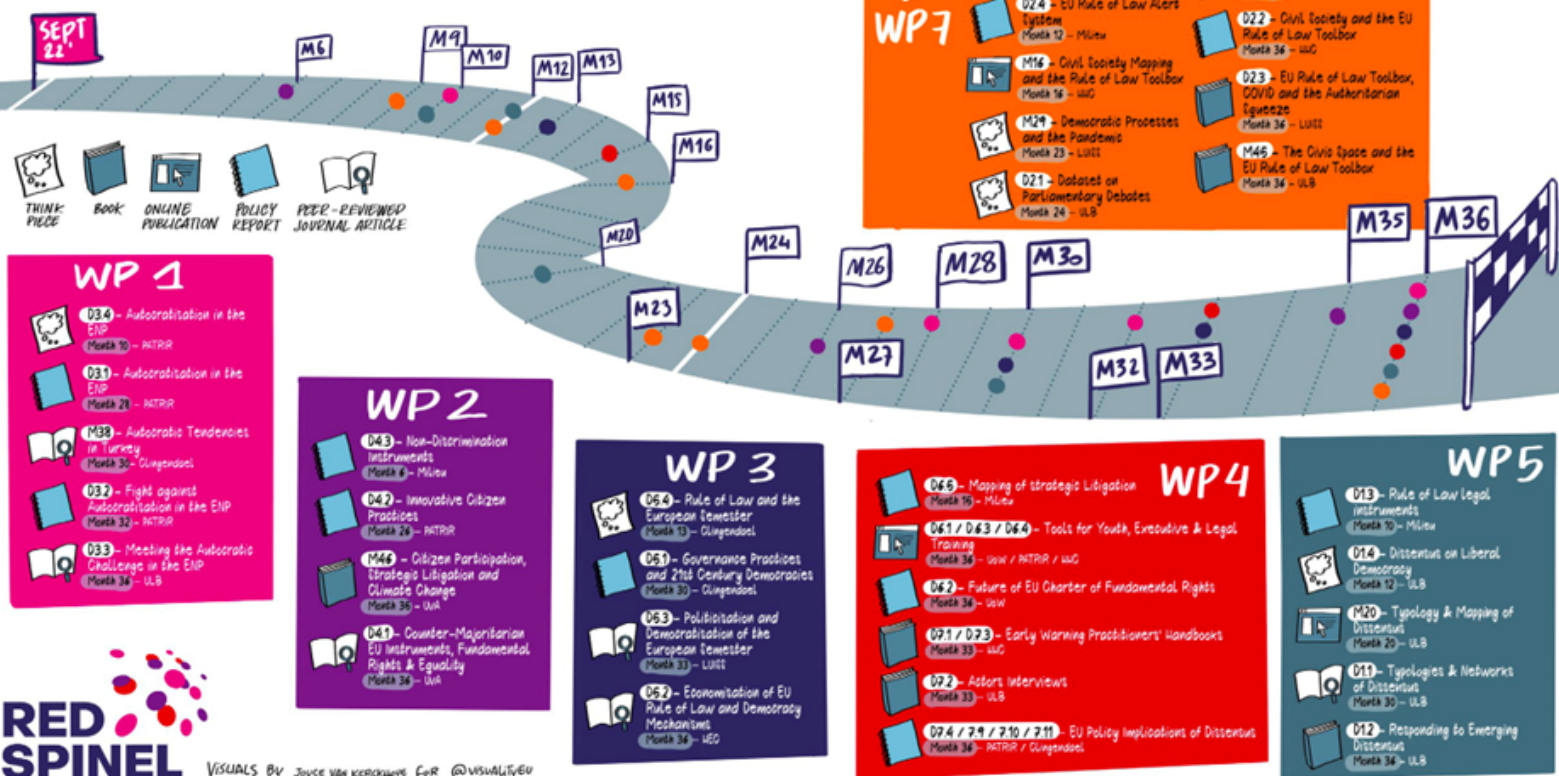 SEPT
22'
M6
M9
M10
M12
M13
M15
M16
M20
M23
M24
M26
M27
M28
M30
M32
M33
M35
M36
THINK
PIECE
BOOK
ONLINE
PUBLICATION
POLICY
REPORT
PEER-REVIEWED
JOURNAL ARTICLE
WP7
D2.4 - EU Rule of Law Alert
System
Month 12 - Milieu
M16 - Civil Society Mapping
and the Rule of Law Toolbox
Month 16 - WUC
M29 - Democratic Processes
and the Pandemic
Month 23 - LUISS
D2.1 - Dataset on
Parliamentary Debates
Month 24 - ULB
D2.2 - Civil Society and the EU
Rule of Law Toolbox
Month 36 - WUC
D2.3 - EU Rule of Law Toolbox,
COVID and the Authoritarian
Squeeze
Month 36 - LUISS
M45 - The Civic Space and the
EU Rule of Law Toolbox
Month 36 - ULB
WP 1
D3.4 - Autocratisation in the
ENP
Month 10 - PATRIR
D3.1 - Autocratisation in the
ENP
Month 28 - PATRIR
M38 - Autocratic Tendencies
in Turkey
Month 30 - Clingendael
D3.2 - Fight against
Autocratisation in the ENP
Month 32 - PATRIR
D3.3 - Meeting the Autocratic
Challenge in the ENP
Month 36 - ULB
WP 2
D4.3 - Non-Discrimination
Instruments
Month 6 - Milieu
D4.2 - Innovative Citizen
Practices
Month 26 - PATRIR
M46 - Citizen Participation,
Strategic Litigation and
Climate Change
Month 35 - UvA
D4.1 - Counter-Majoritarian
EU Instruments, Fundamental
Rights & Equality
Month 36 - UvA
WP 3
D5.4 - Rule of Law and the
European Semester
Month 13 - Clingendael
D5.1 - Governance Practices
and 21st Century Democracies
Month 30 - Clingendael
D5.3 - Politicisation and
Democratisation of the
European Semester
Month 33 - LUISS
D5.2 - Economisation of EU
Rule of Law and Democracy
Mechanisms
Month 36 - HEC
WP4
D6.5 - Mapping of strategic Litigation
Month 15 - Milieu
D6.1 / D6.3 / D6.4 - Tools for Youth, Executive & Legal
Training
Month 36 - UoW / PATRIR / WUC
D6.2 - Future of EU Charter of Fundamental Rights
Month 36 - UoW
D7.1 / D7.3 - Early Warning Practitioners' Handbooks
Month 33 - WUC
D7.2 - Actors Interviews
Month 33 - ULB
D7.4 / 7.9 / 7.10 / 7.11 - EU Policy Implications of Dissensus
Month 36 - PATRIR / Clingendael
WP5
D1.3 - Rule of Law legal
instruments
Month 10 - Milieu
D1.4 - Dissensus on Liberal
Democracy
Month 12 - ULB
M20 - Typology & Mapping of
Dissensus
Month 20 - ULB
D1.1 - Typologies & Networks
of Dissensus
Month 30 - ULB
D1.2 - Responding to Emerging
Dissensus
Month 36 - ULB
RED
SPINEL
VISUALS BY JOYCE VAN KERCKHOVE FOR @VISUALITYEU